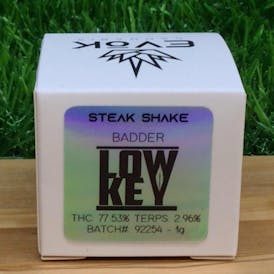 EVOK
STEAK SHAKE
BADDER
LOW
KEY
THC: 77.53% TERPS: 2.96%
BATCH# 92254 - 1g